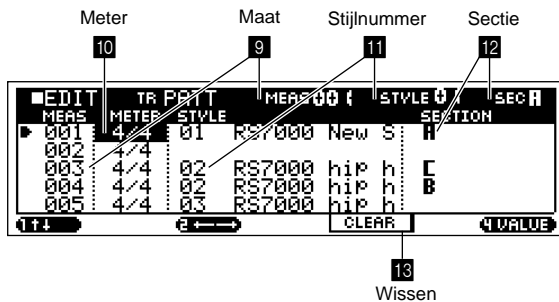 Meter Maat Stijlnummer Sectie
10 9 11 12
EDIT TR PATT MEAS STYLE SEC A
MEAS METER STYLE SECTION
001 4/4 01 RS7000 New S A
002 4/4
003 4/4 02 RS7000 hip h C
004 4/4 02 RS7000 hip h B
005 4/4 03 RS7000 hip h
1 2 CLEAR 4 VALUE
13
Wissen